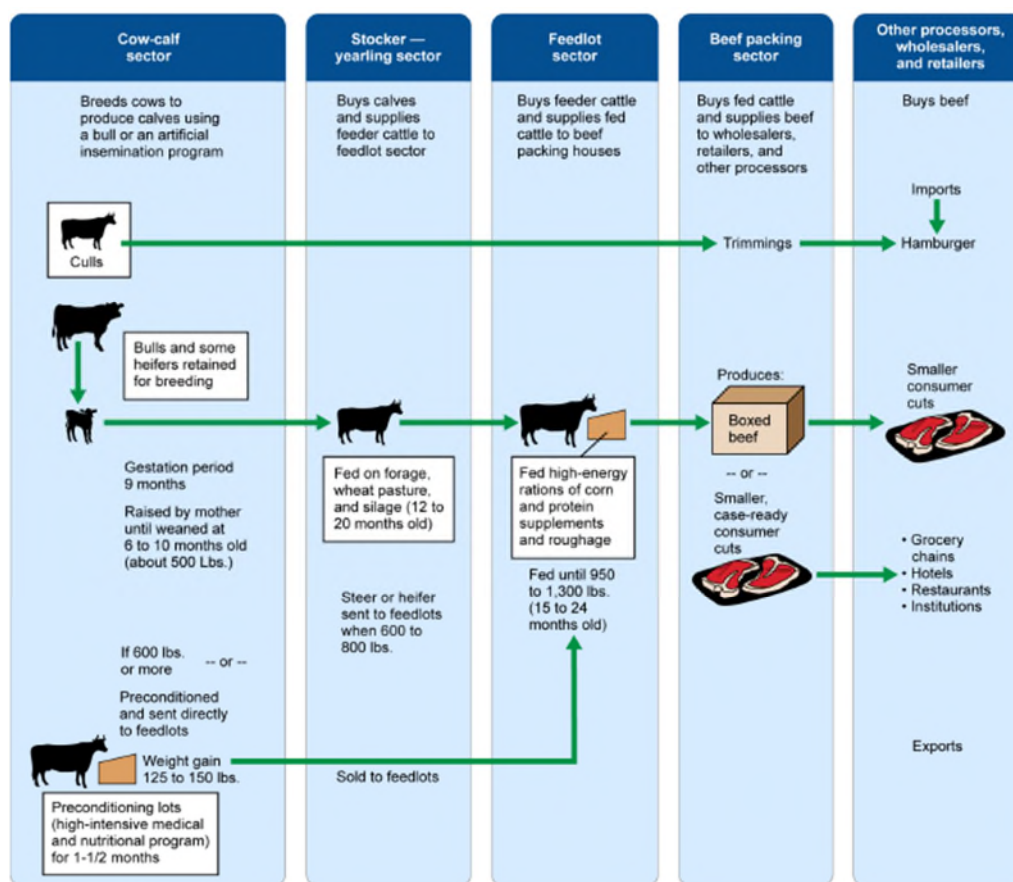 Cow-calf
sector
Breeds cows to
produce calves using
a bull or an artificial
insemination program
Culls
Bulls and some
heifers retained
for breeding
Gestation period
9 months
Raised by mother
until weaned at
6 to 10 months old
(about 500 Lbs.)
If 600 lbs.
or more
-- or --
Preconditioned
and sent directly
to feedlots
Weight gain
125 to 150 lbs.
Preconditioning lots
(high-intensive medical
and nutritional program)
for 1-1/2 months
Stocker —
yearling sector
Buys calves
and supplies
feeder cattle to
feedlot sector
Fed on forage,
wheat pasture,
and silage (12 to
20 months old)
Steer or heifer
sent to feedlots
when 600 to
800 lbs.
Sold to feedlots
Feedlot
sector
Buys feeder cattle
and supplies fed
cattle to beef
packing houses
Fed high-energy
rations of corn
and protein
supplements
and roughage
Fed until 950
to 1,300 lbs.
(15 to 24
months old)
Beef packing
sector
Buys fed cattle
and supplies beef
to wholesalers,
retailers, and
other processors
Trimmings
Produces:
Boxed
beef
-- or --
Smaller,
case-ready
consumer
cuts
Other processors,
wholesalers,
and retailers
Buys beef
Imports
Hamburger
Smaller
consumer
cuts
• Grocery
chains
• Hotels
• Restaurants
• Institutions
Exports